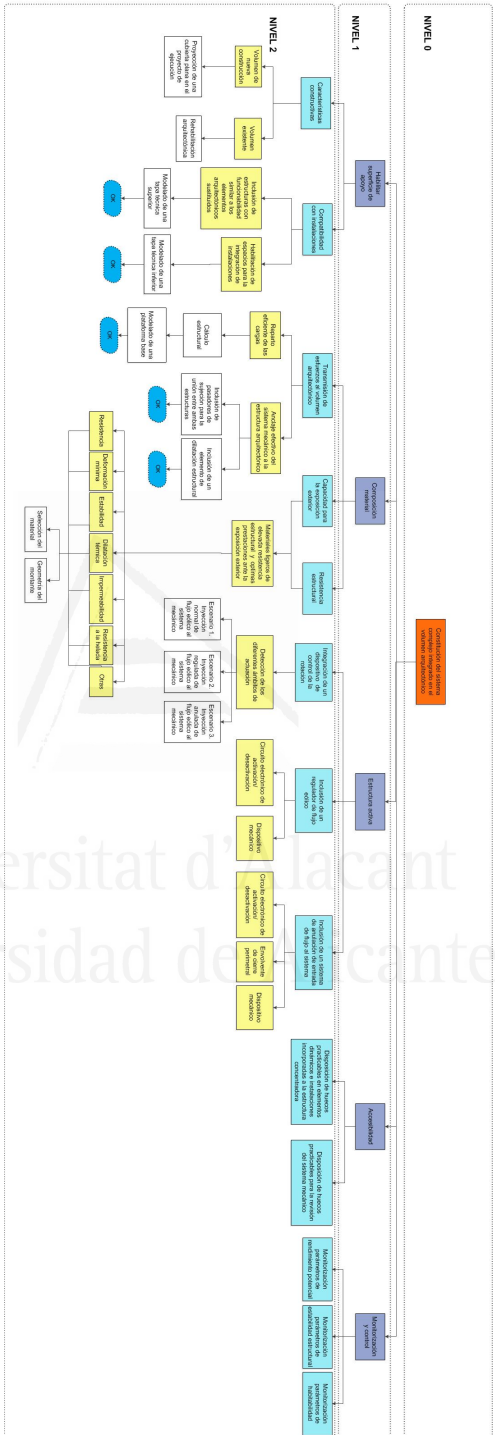 NIVEL 0
Constitución del sistema
complejo integrado en el
volumen arquitectónico
NIVEL 1
Habilitar
superficie de
apoyo
Composición
material
Estructura activa
Accesibilidad
Monitorización
y control
NIVEL 2
Características
constructivas
Compatibilidad
con instalaciones
Transmisión de
esfuerzos al volumen
arquitectónico
Capacidad para
la exposición
exterior
Resistencia
estructural
Integración de un
dispositivo de
control de la
rotación
Inclusión de un
regulador de flujo
eólico
Inclusión de un sistema
de anulación de entrada
de flujo al sistema
Disposición de huecos
practicables en elementos
dinámicos e instalaciones
incorporadas a la estructura
concentradora
Disposición de huecos
practicables para la revisión
del sistema mecánico
Monitorización
parámetros de
rendimiento potencial
Monitorización
parámetros de
estabilidad estructural
Monitorización
parámetros de
habitabilidad
Volumen de
nueva
construcción
Volumen
existente
Inclusión de
estructuras con
funcionalidad
similar a los
elementos
arquitectónicos
sustituidos
Habilitación de
espacios para la
integración de
instalaciones
Reparto
eficiente de las
cargas
Anclaje efectivo del
sistema mecánico a la
estructura arquitectónico
Materiales ligeros de
elevada resistencia
estructural y óptimas
prestaciones ante la
exposición exterior
Detección de los
diferentes ámbitos de
actuación
Circuito electrónico de
activación/
desactivación
Dispositivo
mecánico
Circuito electrónico de
activación/
desactivación
Envolvente
de cierre
perimetral
Dispositivo
mecánico
Proyección de una
cubierta plana en el
proyecto de
ejecución
Rehabilitación
arquitectónica
Modelado de una
tapa técnica
superior
Modelado de una
tapa técnica inferior
Cálculo
estructural
Inclusión de
pasadores de
sujeción para la
unión entre ambas
estructuras
Inclusión de un
elemento de
dilatación estructural
Escenario 1.
Inyección
normal de
flujo eólico al
sistema
mecánico
Escenario 2.
Inyección
regulada de
flujo eólico al
sistema
mecánico
Escenario 3.
Inyección
anulada de
flujo eólico al
sistema
mecánico
OK
OK
Modelado de una
plataforma base
OK
OK
OK
Resistencia
Deformación
mínima
Estabilidad
Dilatación
térmica
Impermeabilidad
Resistencia
a la helada
Otras
Selección del
material
Geometría del
montante
ersitat d'Alacant
sidad de Alicante